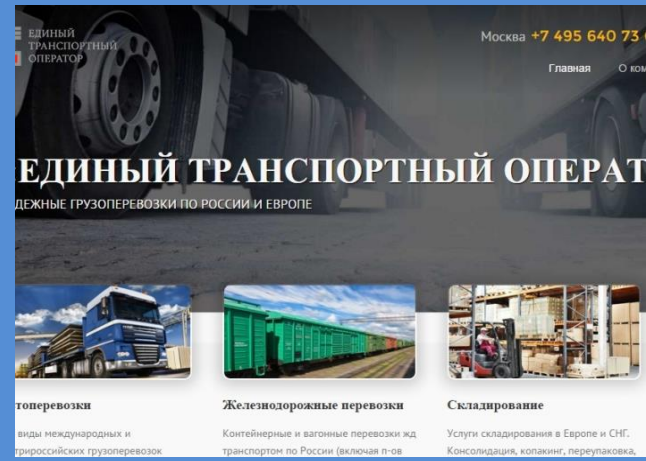 ЕДИНЫЙ
ТРАНСПОРТНЫЙ
ОПЕРАТОР
Москва +7 495 640 73
Главная О ком
ЕДИНЫЙ ТРАНСПОРТНЫЙ ОПЕРАТ
ДЕЖНЫЕ ГРУЗОПЕРЕВОЗКИ ПО РОССИИ И ЕВРОПЕ
топеревозки
виды международных и
трироссийских грузоперевозок
Железнодорожные перевозки
Контейнерные и вагонные перевозки жд
транспортом по России (включая п-ов
Складирование
Услуги складирования в Европе и СНГ.
Консолидация, копакинг, переупаковка,